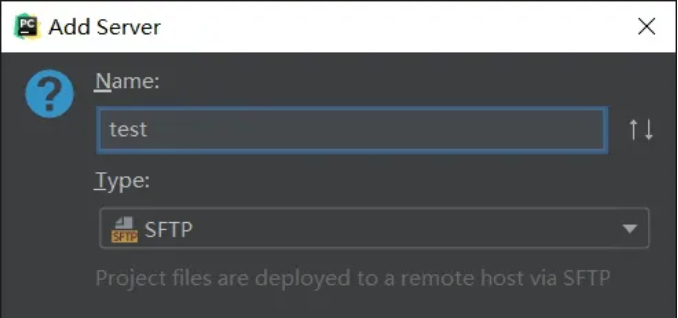 PC
Add Server
Name:
test
Type:
SFTP
SFTP
Project files are deployed to a remote host via SFTP